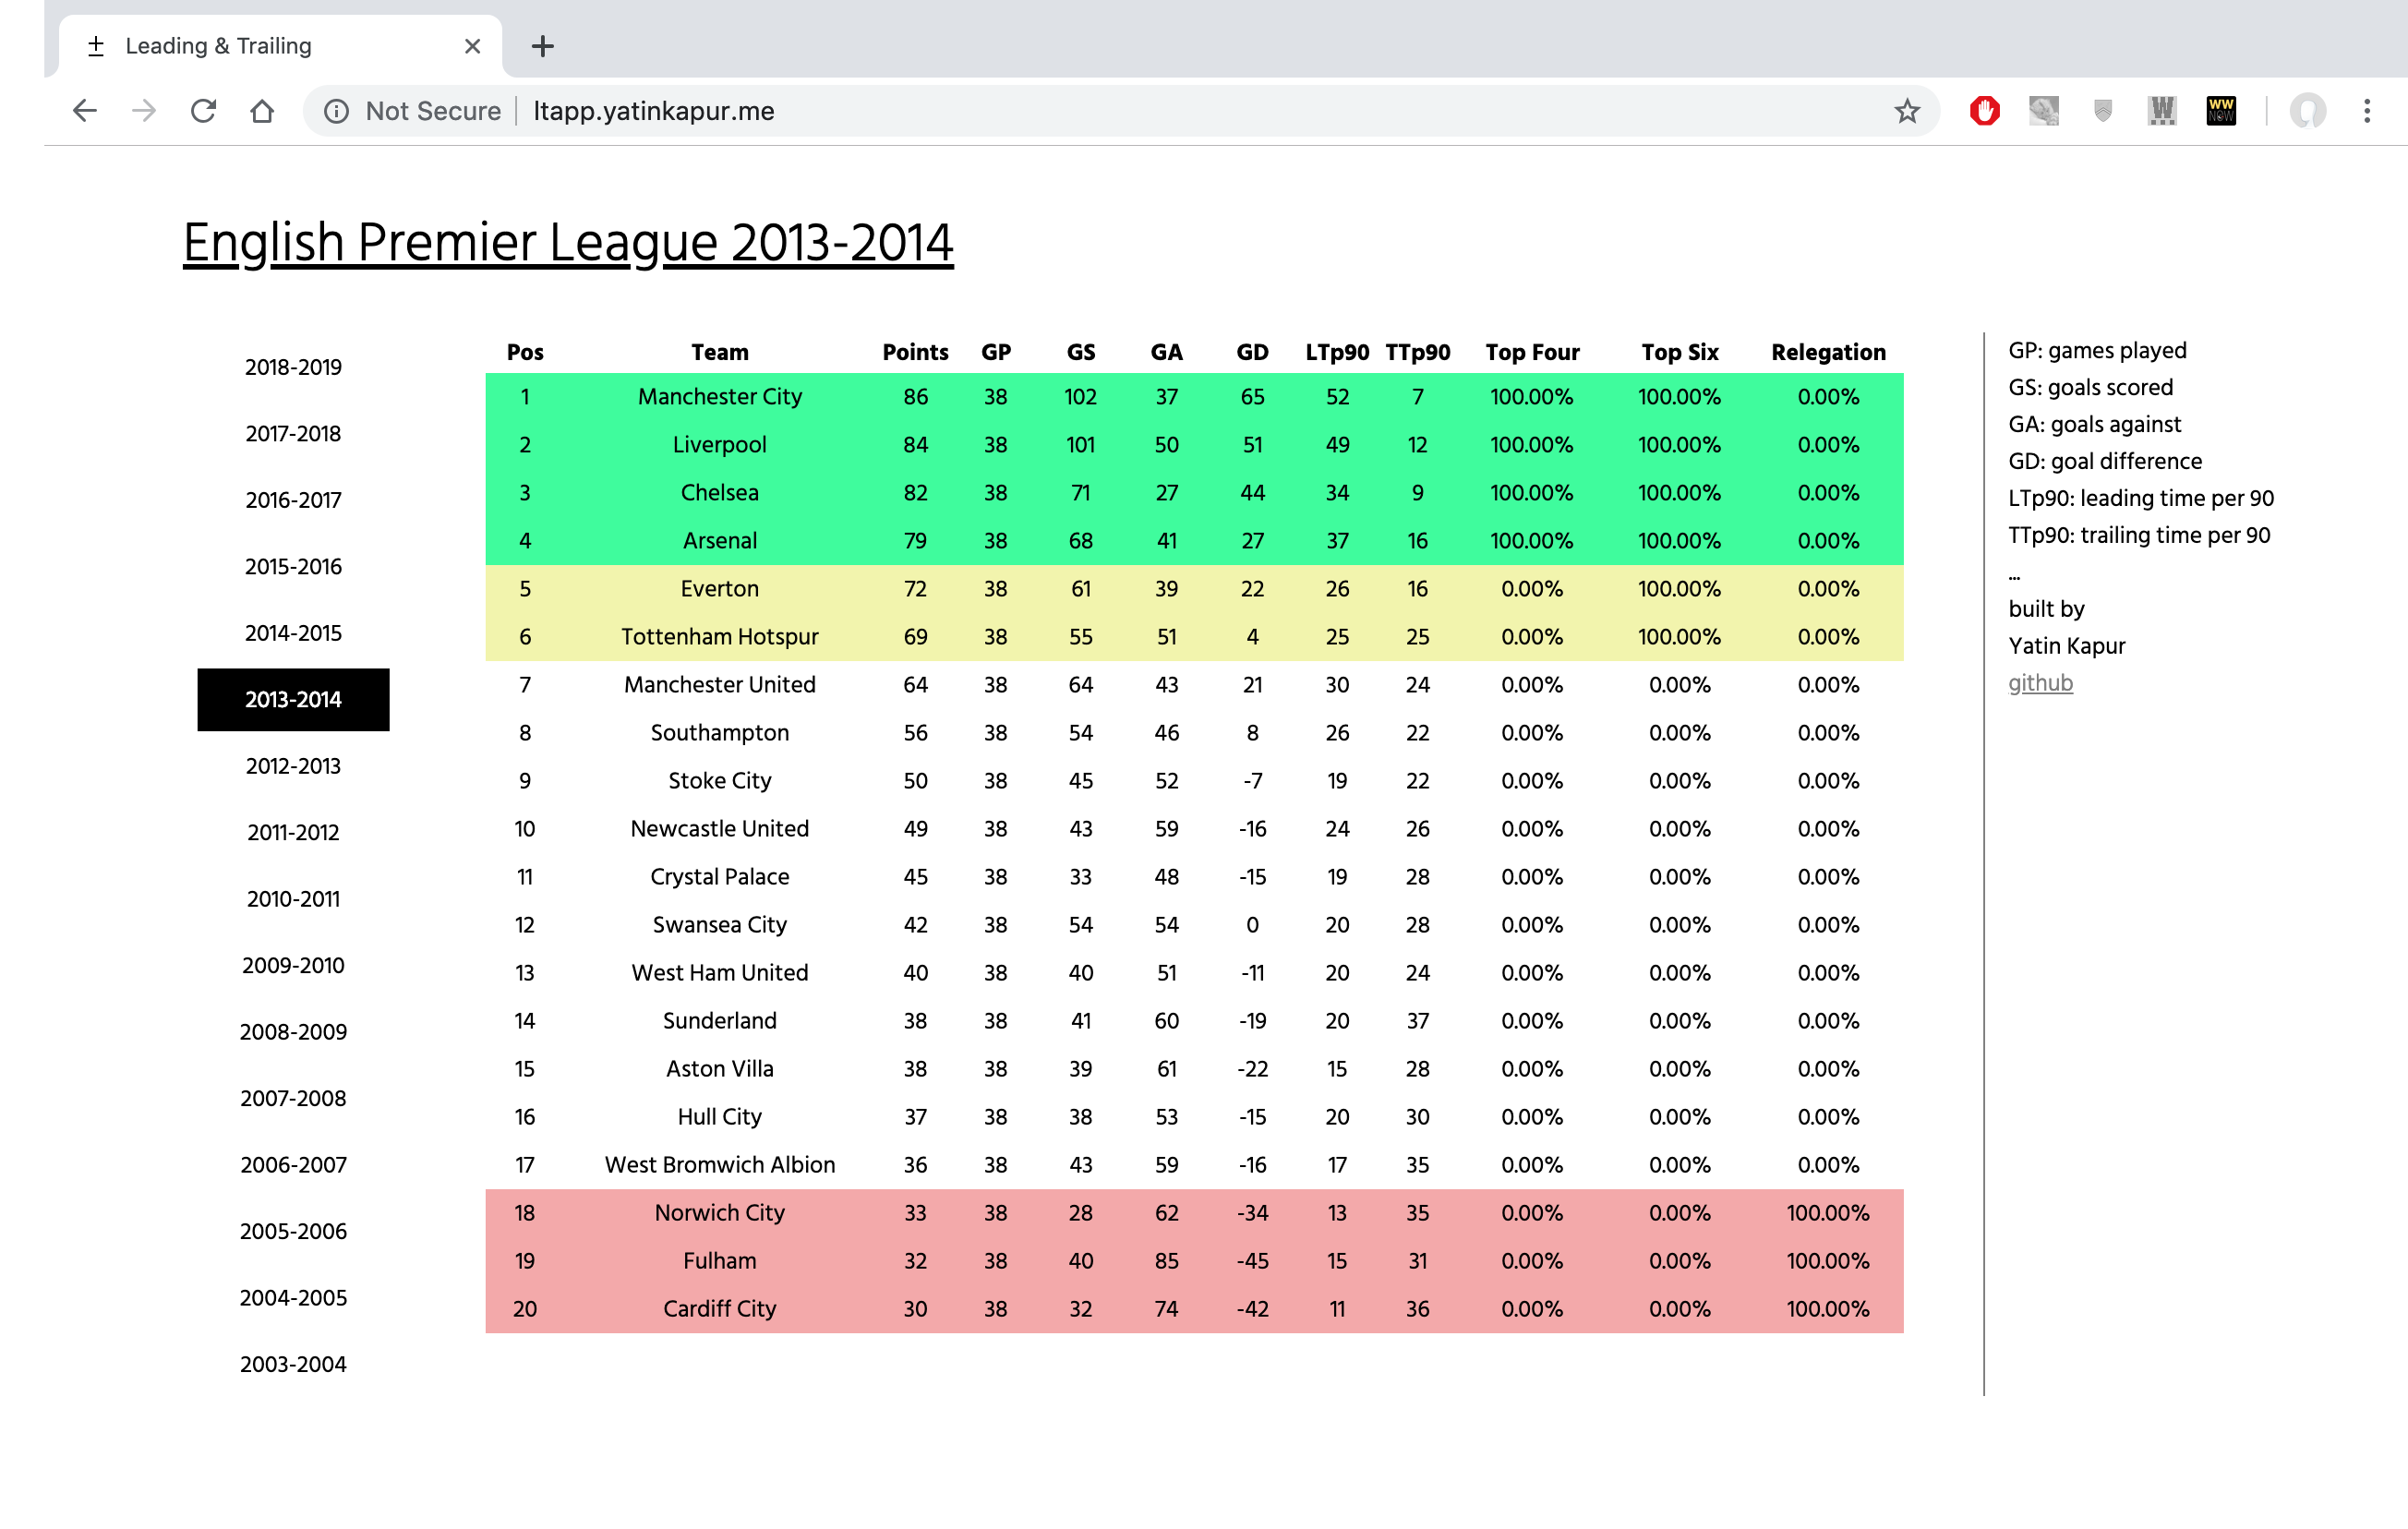 Leading & Trailing
Not Secure ltapp.yatinkapur.me
W
WW
NOW
English Premier League 2013-2014
2018-2019
2017-2018
2016-2017
2015-2016
2014-2015
2013-2014
2012-2013
2011-2012
2010-2011
2009-2010
2008-2009
2007-2008
2006-2007
2005-2006
2004-2005
2003-2004
Pos Team Points GP GS GA GD LTp90 TTp90 Top Four Top Six Relegation
1 Manchester City 86 38 102 37 65 52 7 100.00% 100.00% 0.00%
2 Liverpool 84 38 101 50 51 49 12 100.00% 100.00% 0.00%
3 Chelsea 82 38 71 27 44 34 9 100.00% 100.00% 0.00%
4 Arsenal 79 38 68 41 27 37 16 100.00% 100.00% 0.00%
5 Everton 72 38 61 39 22 26 16 0.00% 100.00% 0.00%
6 Tottenham Hotspur 69 38 55 51 4 25 25 0.00% 100.00% 0.00%
7 Manchester United 64 38 64 43 21 30 24 0.00% 0.00% 0.00%
8 Southampton 56 38 54 46 8 26 22 0.00% 0.00% 0.00%
9 Stoke City 50 38 45 52 -7 19 22 0.00% 0.00% 0.00%
10 Newcastle United 49 38 43 59 -16 24 26 0.00% 0.00% 0.00%
11 Crystal Palace 45 38 33 48 -15 19 28 0.00% 0.00% 0.00%
12 Swansea City 42 38 54 54 0 20 28 0.00% 0.00% 0.00%
13 West Ham United 40 38 40 51 -11 20 24 0.00% 0.00% 0.00%
14 Sunderland 38 38 41 60 -19 20 37 0.00% 0.00% 0.00%
15 Aston Villa 38 38 39 61 -22 15 28 0.00% 0.00% 0.00%
16 Hull City 37 38 38 53 -15 20 30 0.00% 0.00% 0.00%
17 West Bromwich Albion 36 38 43 59 -16 17 35 0.00% 0.00% 0.00%
18 Norwich City 33 38 28 62 -34 13 35 0.00% 0.00% 100.00%
19 Fulham 32 38 40 85 -45 15 31 0.00% 0.00% 100.00%
20 Cardiff City 30 38 32 74 -42 11 36 0.00% 0.00% 100.00%
GP: games played
GS: goals scored
GA: goals against
GD: goal difference
LTp90: leading time per 90
TTp90: trailing time per 90
...
built by
Yatin Kapur
github